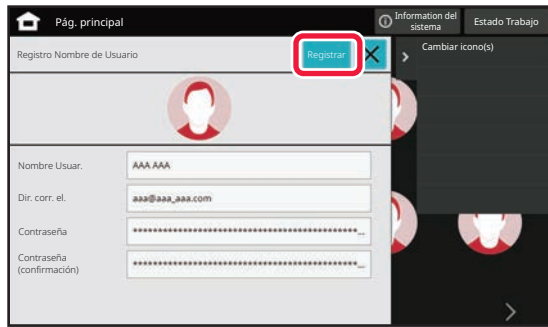 Pág. principal
Information del
sistema
Estado Trabajo
Registro Nombre de Usuario
Registrar
Cambiar icono(s)
Nombre Usuar.
AAA AAA
Dir. corr. el.
aaa@aaa_aaa.com
Contraseña
Contraseña
(confirmación)